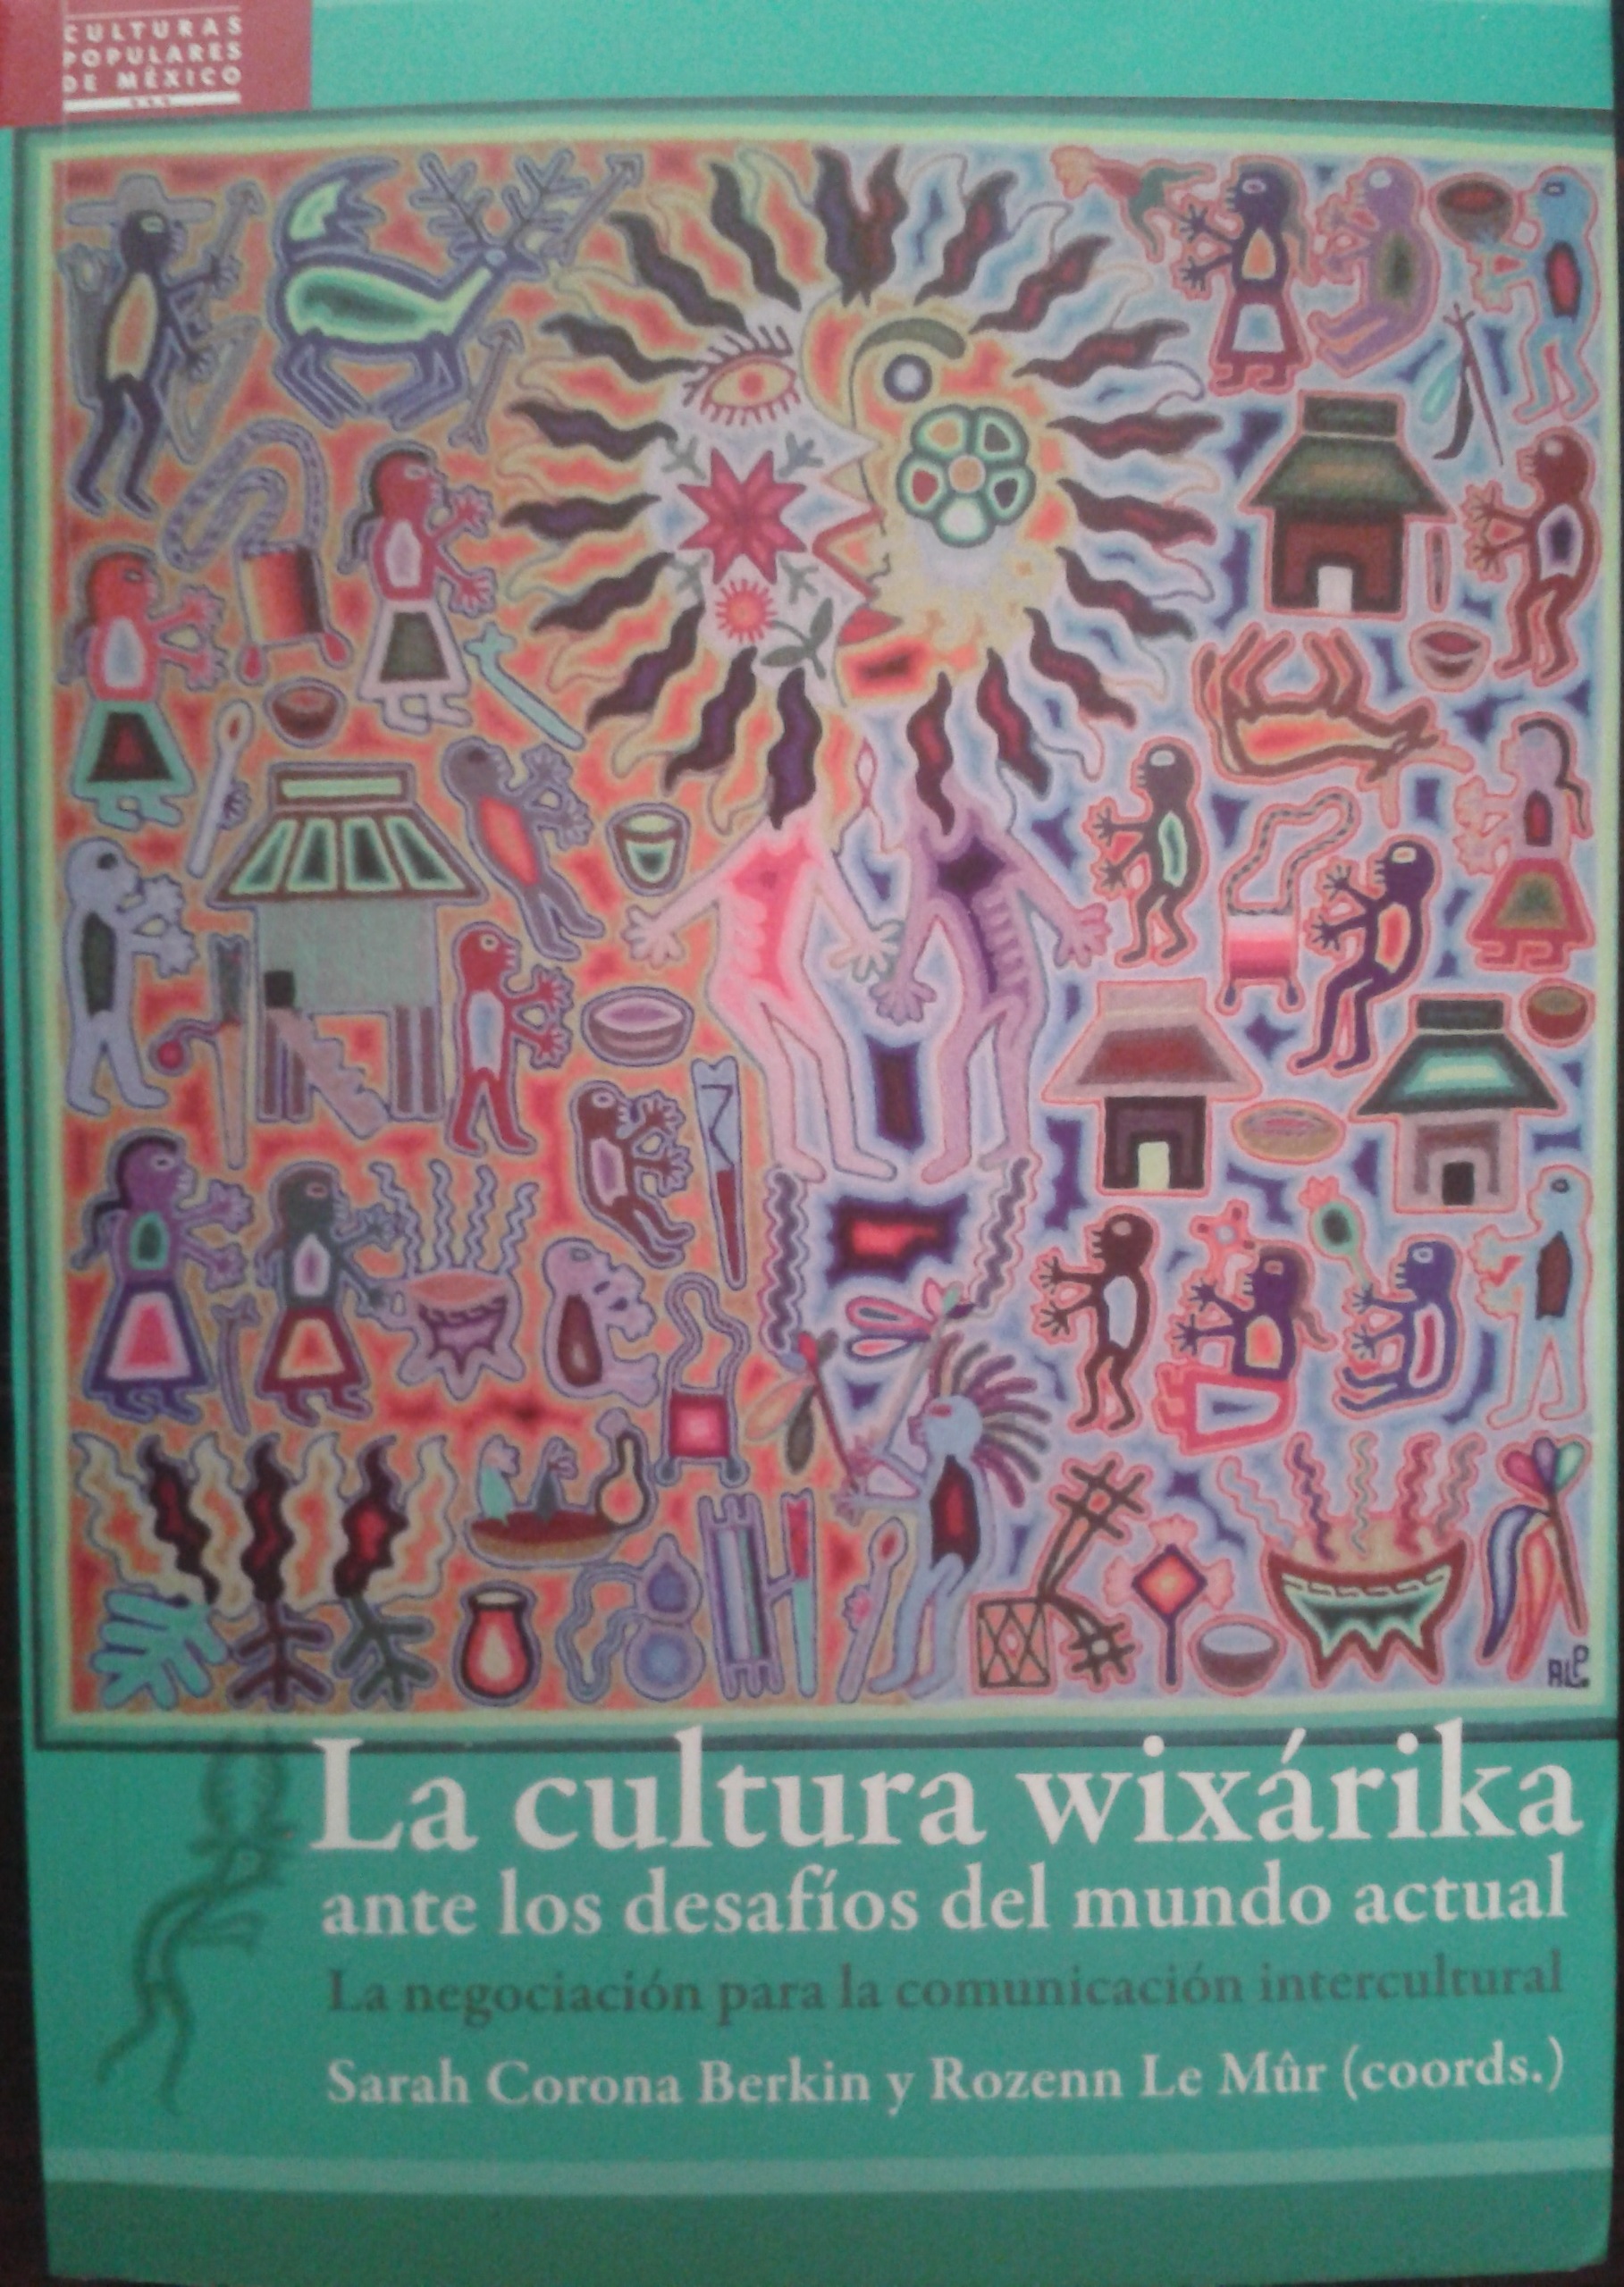 CULTURAS
POPULARES
DE MÉXICO
ALP
La cultura wixárika
ante los desafíos del mundo actual
La negociación para la comunicación intercultural
Sarah Corona Berkin y Rozenn Le Mûr (coords.)